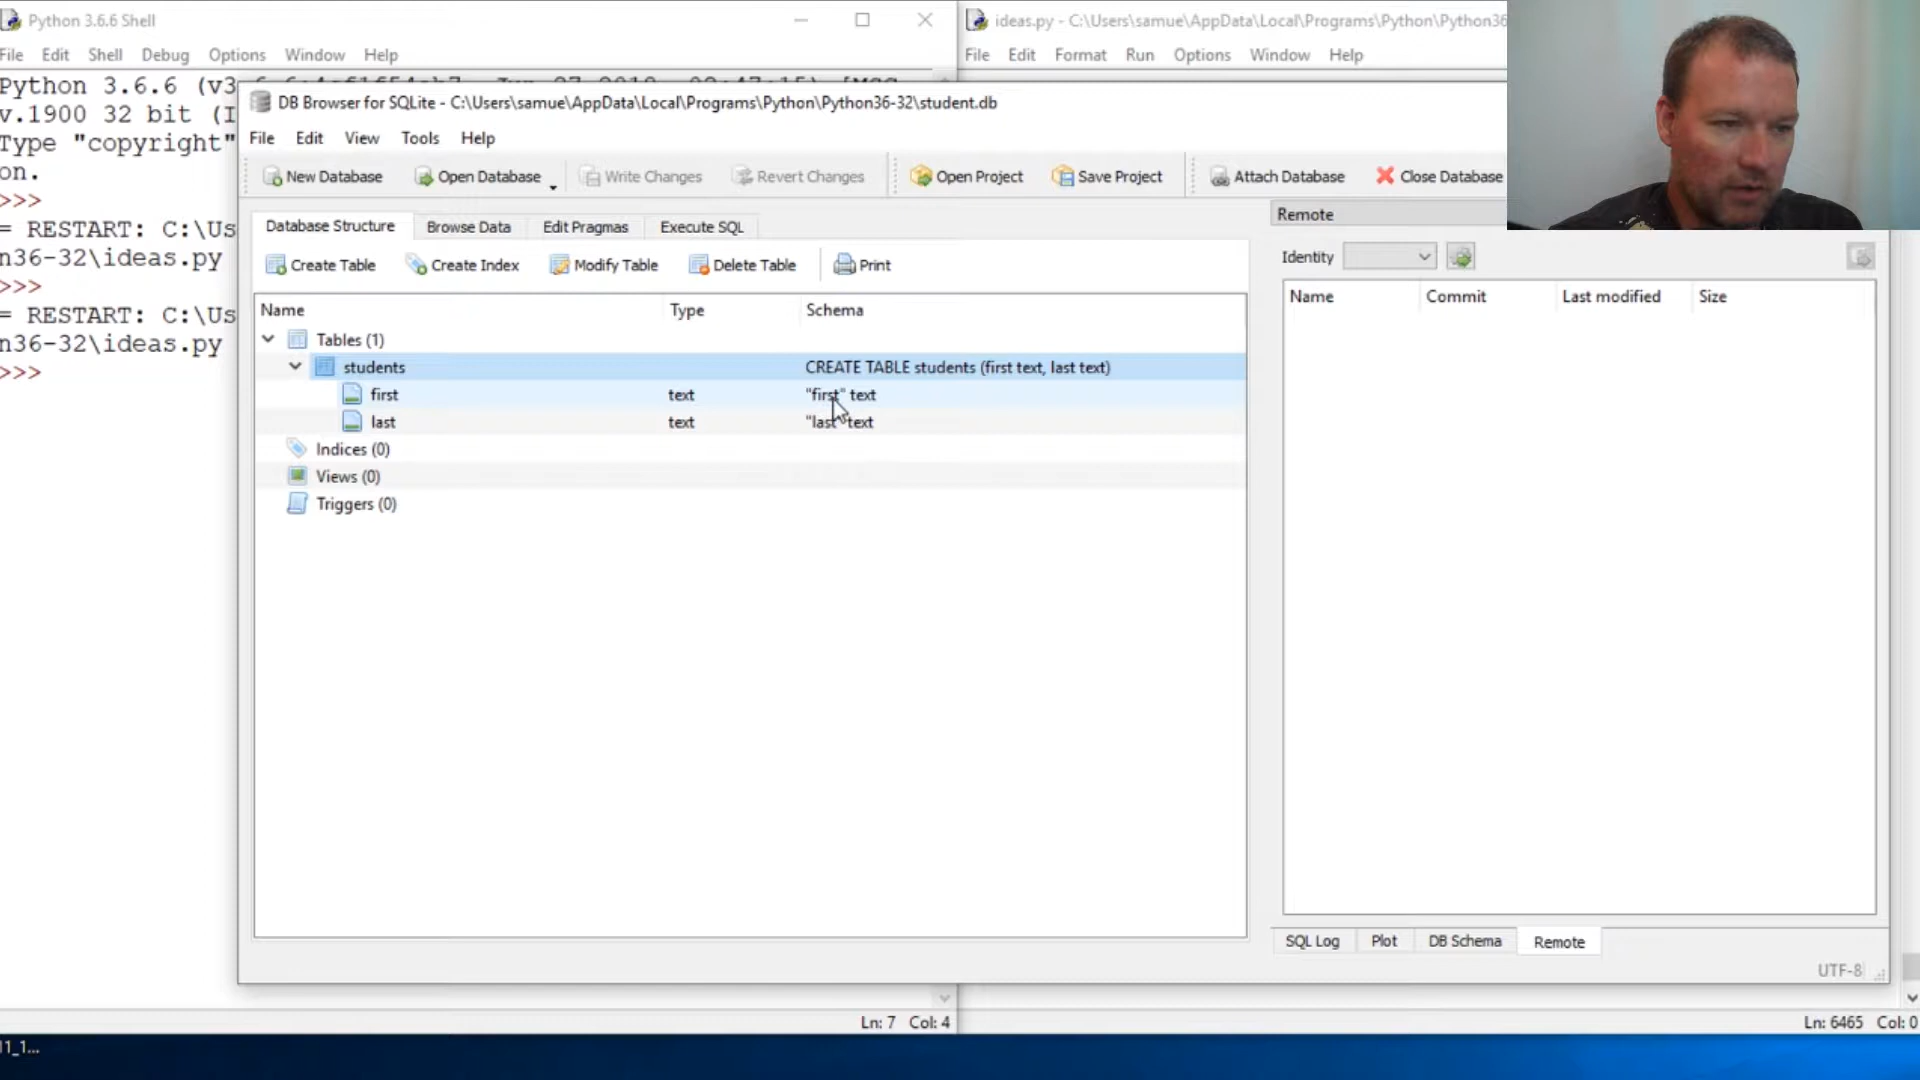 Python 3.6.6 Shell
File Edit Shell Debug Options Window Help
Python 3.6.6 (v3
v.1900 32 bit (I
Type "copyright"
on.
>>>
= RESTART: C:\Us
n36-32\ideas.py
>>>
= RESTART: C:\Us
n36-32\ideas.py
>>>
Ln: 7 Col: 4
ideas.py - C:\Users\samue\AppData\Local\Programs\Python\Python36
File Edit Format Run Options Window Help
DB Browser for SQLite - C:\Users\samue\AppData\Local\Programs\Python\Python36-32\student.db
File Edit View Tools Help
New Database Open Database Write Changes Revert Changes Open Project Save Project Attach Database Close Database
Database Structure Browse Data Edit Pragmas Execute SQL
Create Table Create Index Modify Table Delete Table Print
Name Type Schema
Tables (1)
students CREATE TABLE students (first text, last text)
first text "first" text
last text "last" text
Indices (0)
Views (0)
Triggers (0)
Remote
Identity
Name Commit Last modified Size
SQL Log Plot DB Schema Remote
UTF-8
Ln: 6465 Col: 0
11_1...